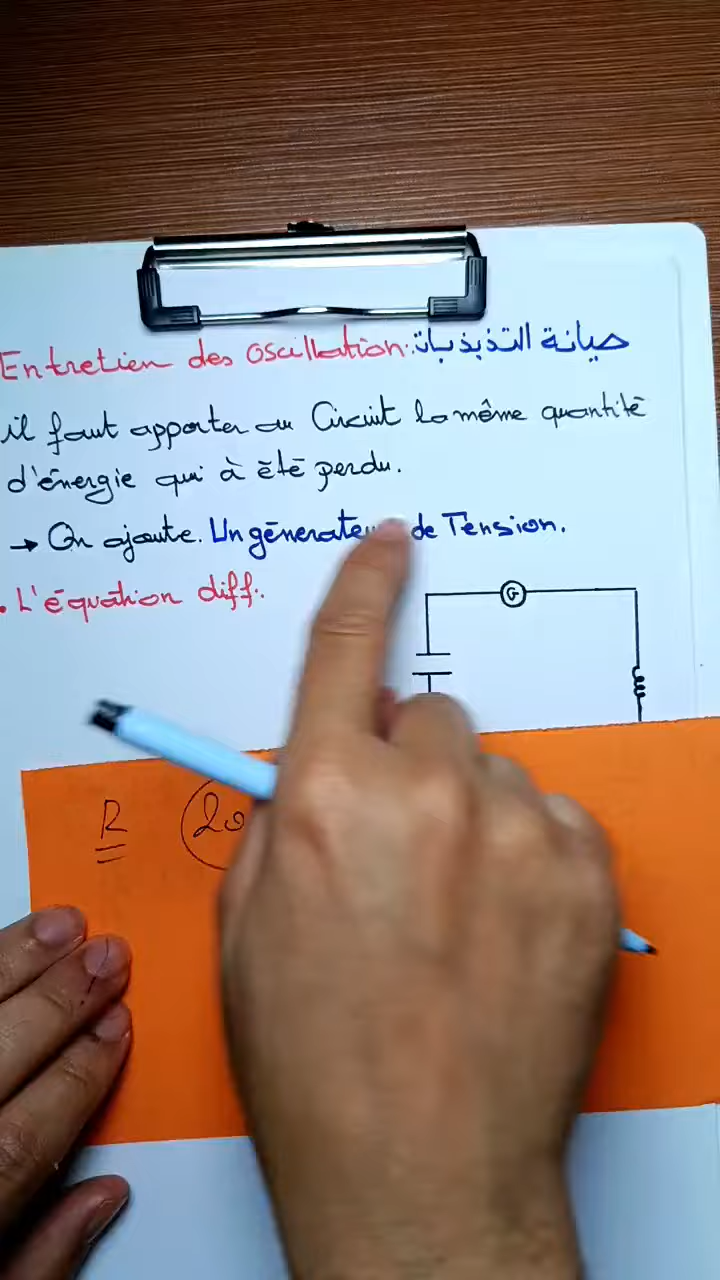 Entretien des oscillation: صيانة التذبذبات
il faut apporter au Circuit la même quantité
d'énergie qui à été perdu.
→ On ajoute. Un génerateu de Tension.
. L'équation diff.
G
R 20